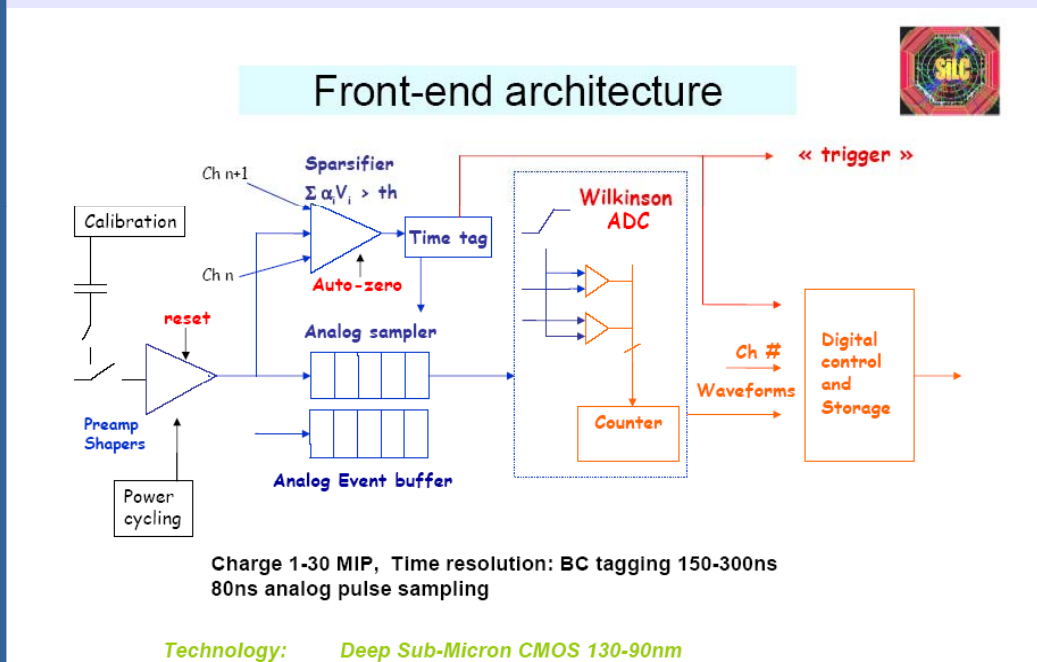 Front-end architecture
SiLC
« trigger »
Sparsifier
Σ αᵢVᵢ > th
Ch n+1
Wilkinson
ADC
Calibration
Time tag
Ch n
Auto-zero
reset
Analog sampler
Digital
control
and
Storage
Ch #
Waveforms
Preamp
Shapers
Counter
Analog Event buffer
Power
cycling
Charge 1-30 MIP, Time resolution: BC tagging 150-300ns
80ns analog pulse sampling
Technology: Deep Sub-Micron CMOS 130-90nm